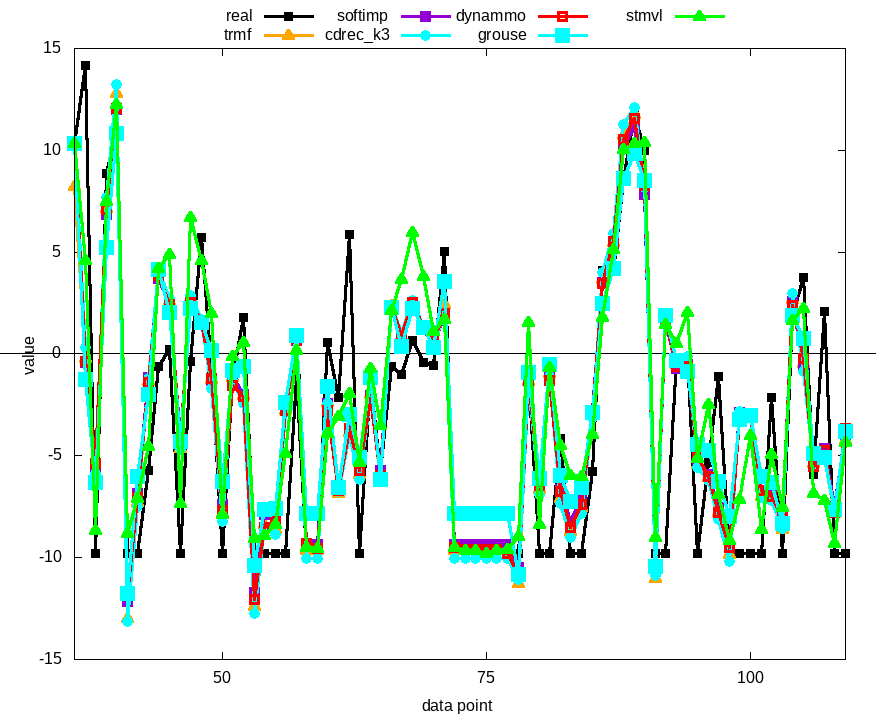 real softimp dynammo stmvl
trmf cdrec_k3 grouse
15
10
5
0
-5
-10
-15
value
50 75 100
data point